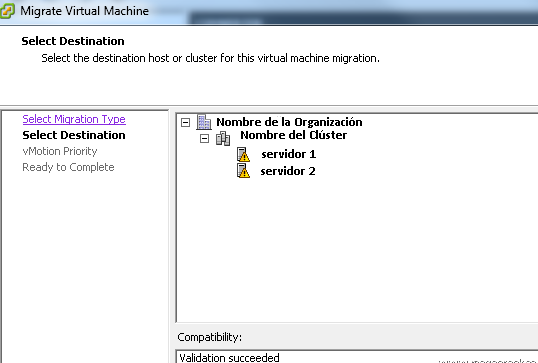 Migrate Virtual Machine
Select Destination
Select the destination host or cluster for this virtual machine migration.
Select Migration Type
Select Destination
vMotion Priority
Ready to Complete
Nombre de la Organización
Nombre del Clúster
servidor 1
servidor 2
Compatibility:
Validation succeeded